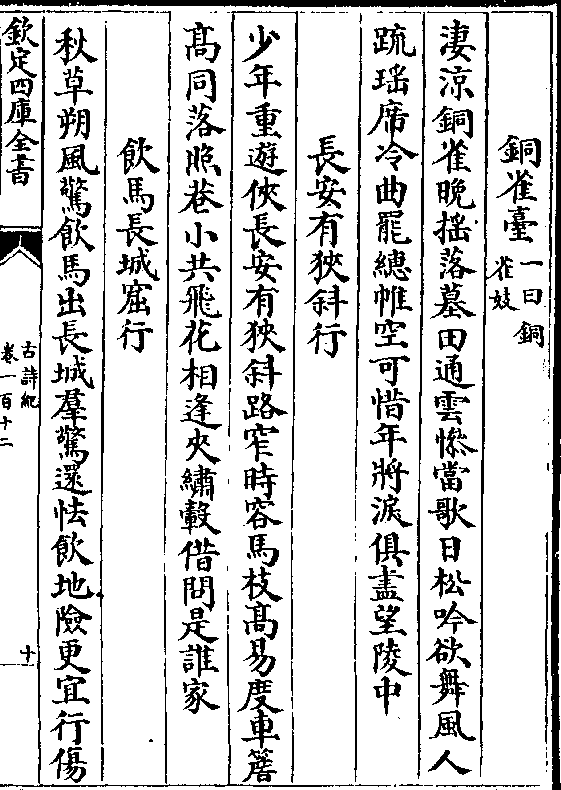 銅雀臺一曰銅雀妓
淒涼銅雀晚搖落墓田通雲慘當歌日松吟欲舞風人
疏瑶席冷曲罷總帷空可惜年將淚俱盡望陵中
長安有狹斜行
少年重遊俠長安有狹斜路窄時容馬枝髙易度車簷
髙同落照巷小共飛花相逢夾繡轂借問是誰家
飲馬長城窟行
秋草朔風驚飲馬出長城羣驚還怯飲地險更宜行傷
欽定四庫全書
古詩紀
卷一百十二
十